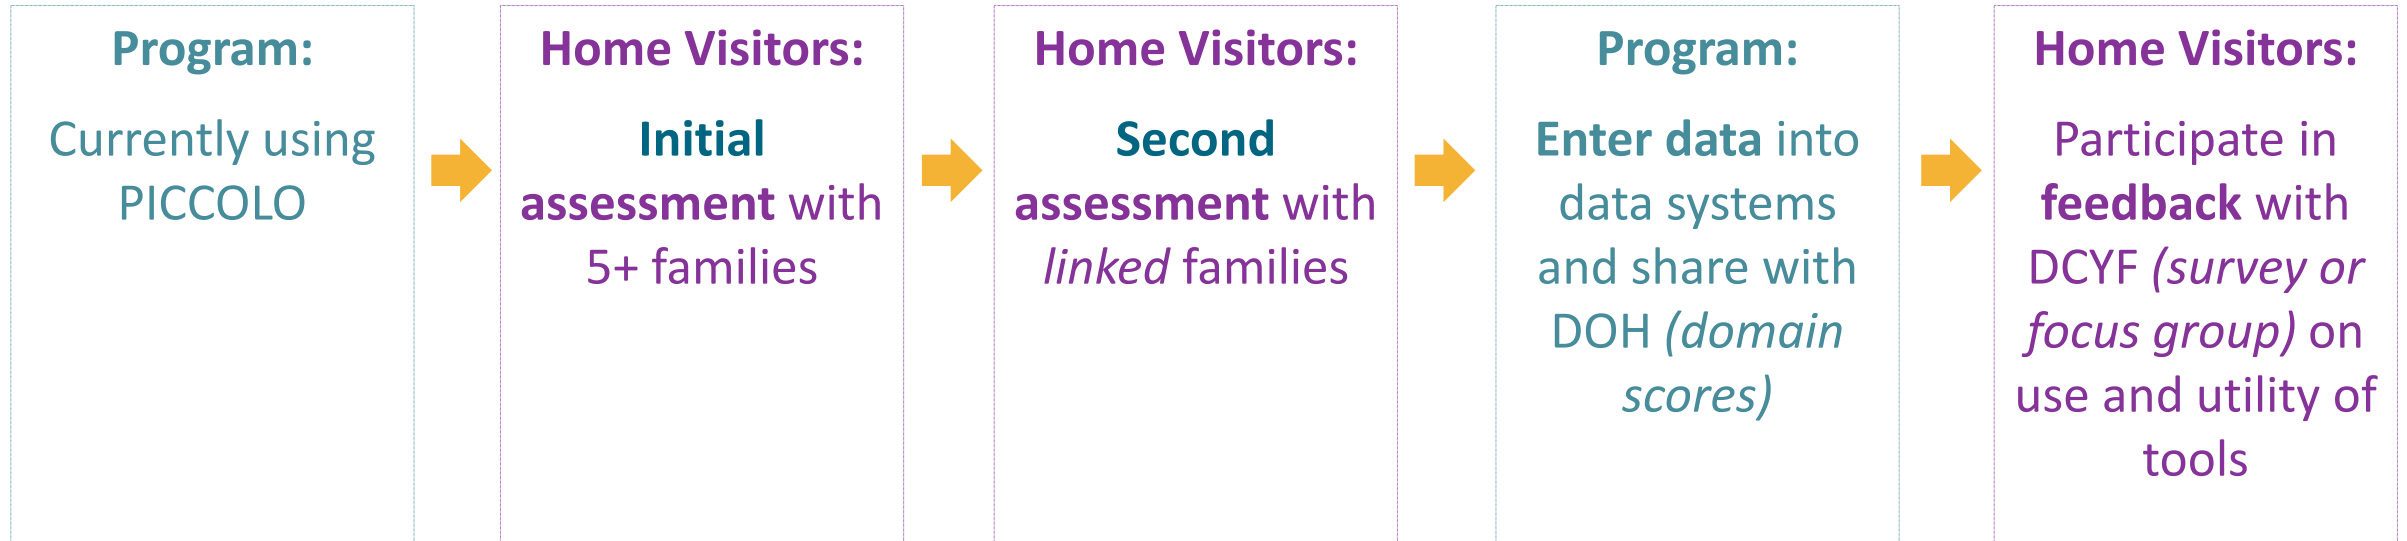 Program:
Currently using
PICCOLO
Home Visitors:
Initial
assessment with
5+ families
Home Visitors:
Second
assessment with
linked families
Program:
Enter data into
data systems
and share with
DOH (domain
scores)
Home Visitors:
Participate in
feedback with
DCYF (survey or
focus group) on
use and utility of
tools